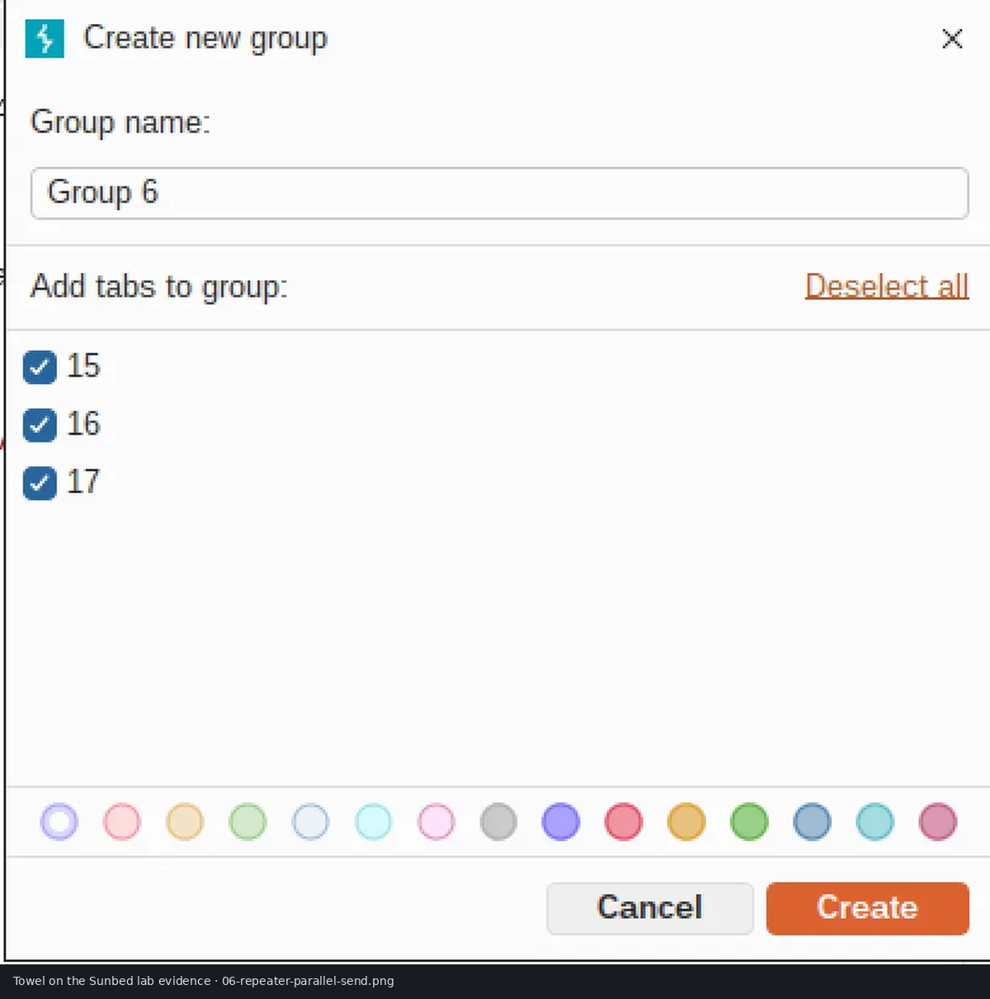 Create new group
Group name:
Group 6
Add tabs to group:
Deselect all
15
16
17
Cancel
Create
Towel on the Sunbed lab evidence · 06-repeater-parallel-send.png